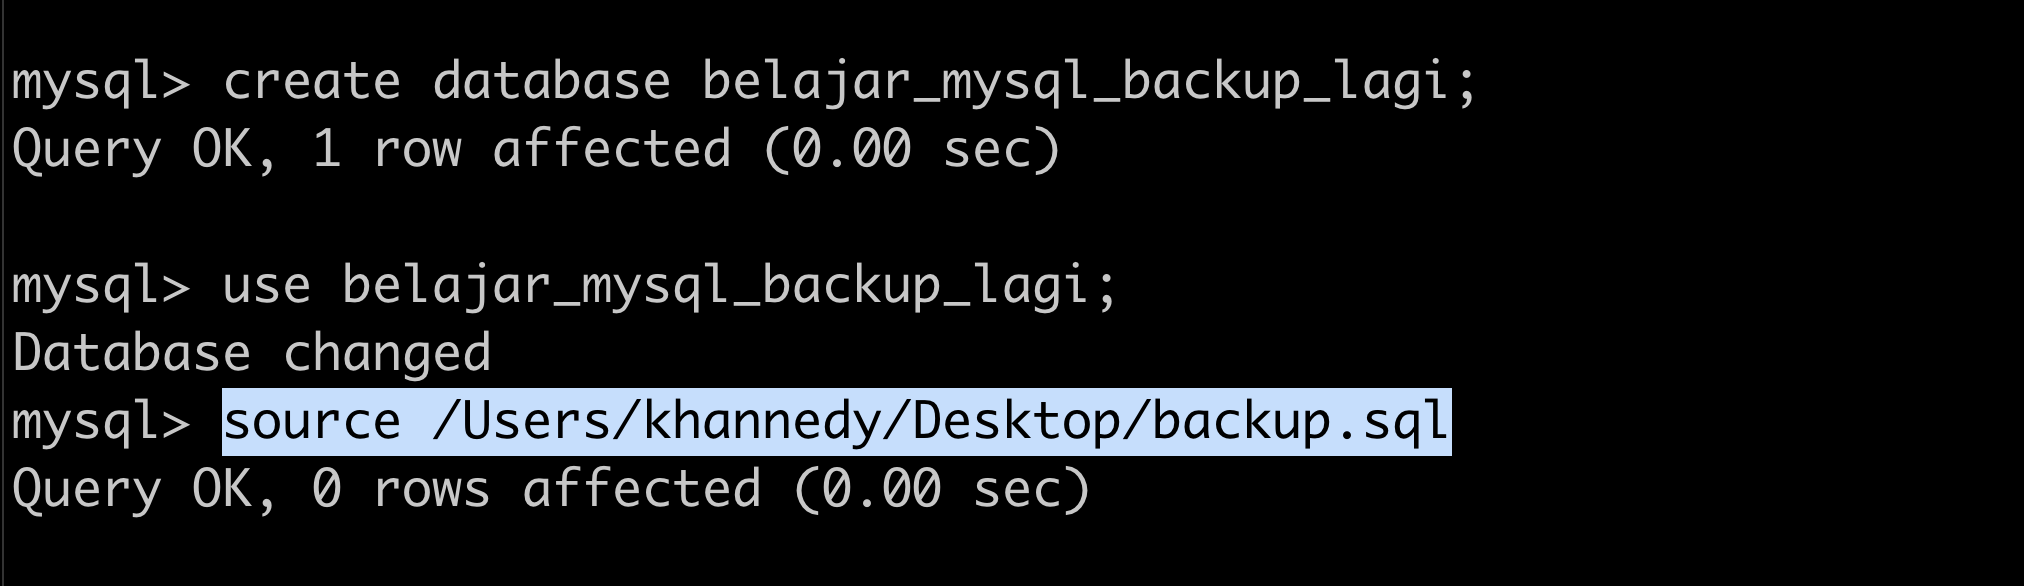 mysql> create database belajar_mysql_backup_lagi;
Query OK, 1 row affected (0.00 sec)
mysql> use belajar_mysql_backup_lagi;
Database changed
mysql> source /Users/khannedy/Desktop/backup.sql
Query OK, 0 rows affected (0.00 sec)